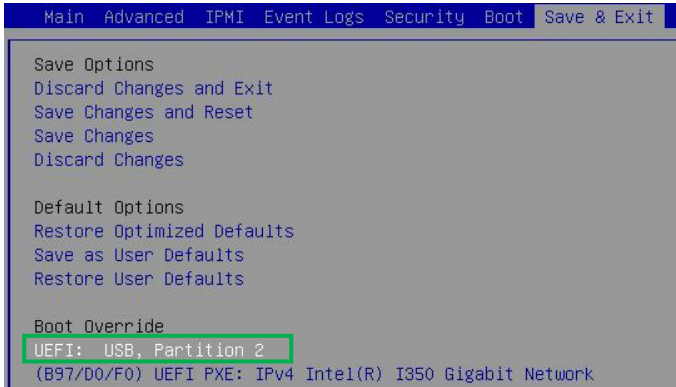 Main Advanced IPMI Event Logs Security Boot Save & Exit
Save Options
Discard Changes and Exit
Save Changes and Reset
Save Changes
Discard Changes
Default Options
Restore Optimized Defaults
Save as User Defaults
Restore User Defaults
Boot Override
UEFI: USB, Partition 2
(B97/D0/F0) UEFI PXE: IPv4 Intel(R) I350 Gigabit Network